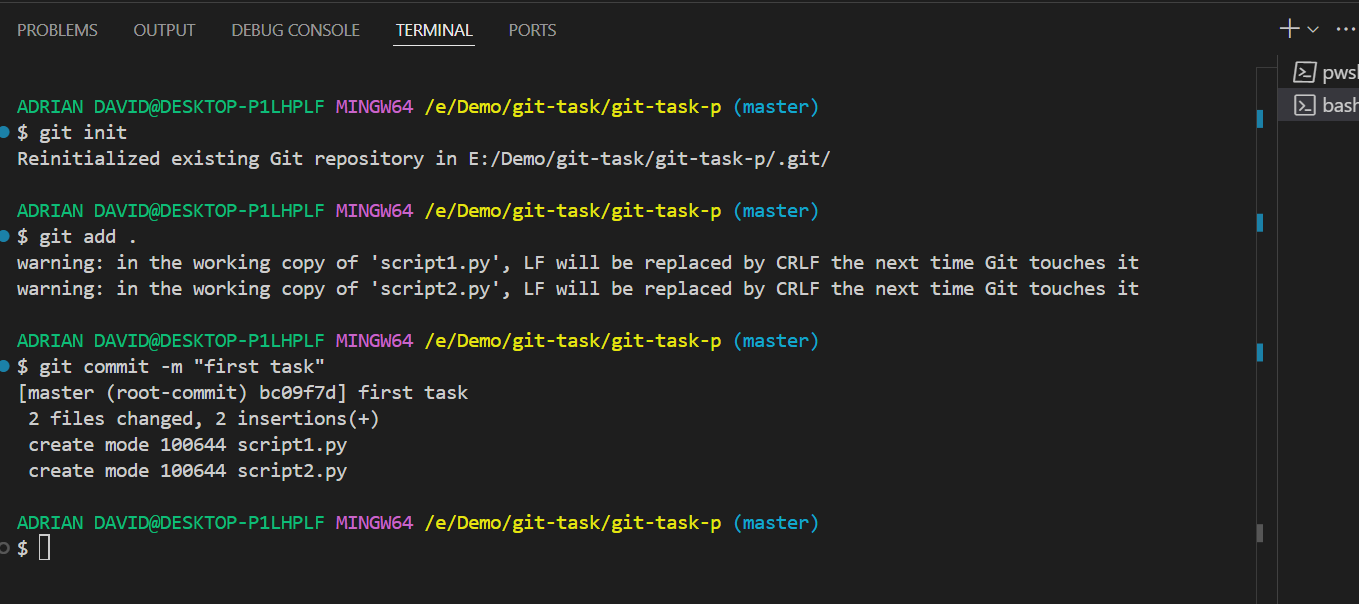 PROBLEMS OUTPUT DEBUG CONSOLE TERMINAL PORTS
ADRIAN DAVID@DESKTOP-P1LHPLF MINGW64 /e/Demo/git-task/git-task-p (master)
$ git init
Reinitialized existing Git repository in E:/Demo/git-task/git-task-p/.git/
ADRIAN DAVID@DESKTOP-P1LHPLF MINGW64 /e/Demo/git-task/git-task-p (master)
$ git add .
warning: in the working copy of 'script1.py', LF will be replaced by CRLF the next time Git touches it
warning: in the working copy of 'script2.py', LF will be replaced by CRLF the next time Git touches it
ADRIAN DAVID@DESKTOP-P1LHPLF MINGW64 /e/Demo/git-task/git-task-p (master)
$ git commit -m "first task"
[master (root-commit) bc09f7d] first task
2 files changed, 2 insertions(+)
create mode 100644 script1.py
create mode 100644 script2.py
ADRIAN DAVID@DESKTOP-P1LHPLF MINGW64 /e/Demo/git-task/git-task-p (master)
$
bash